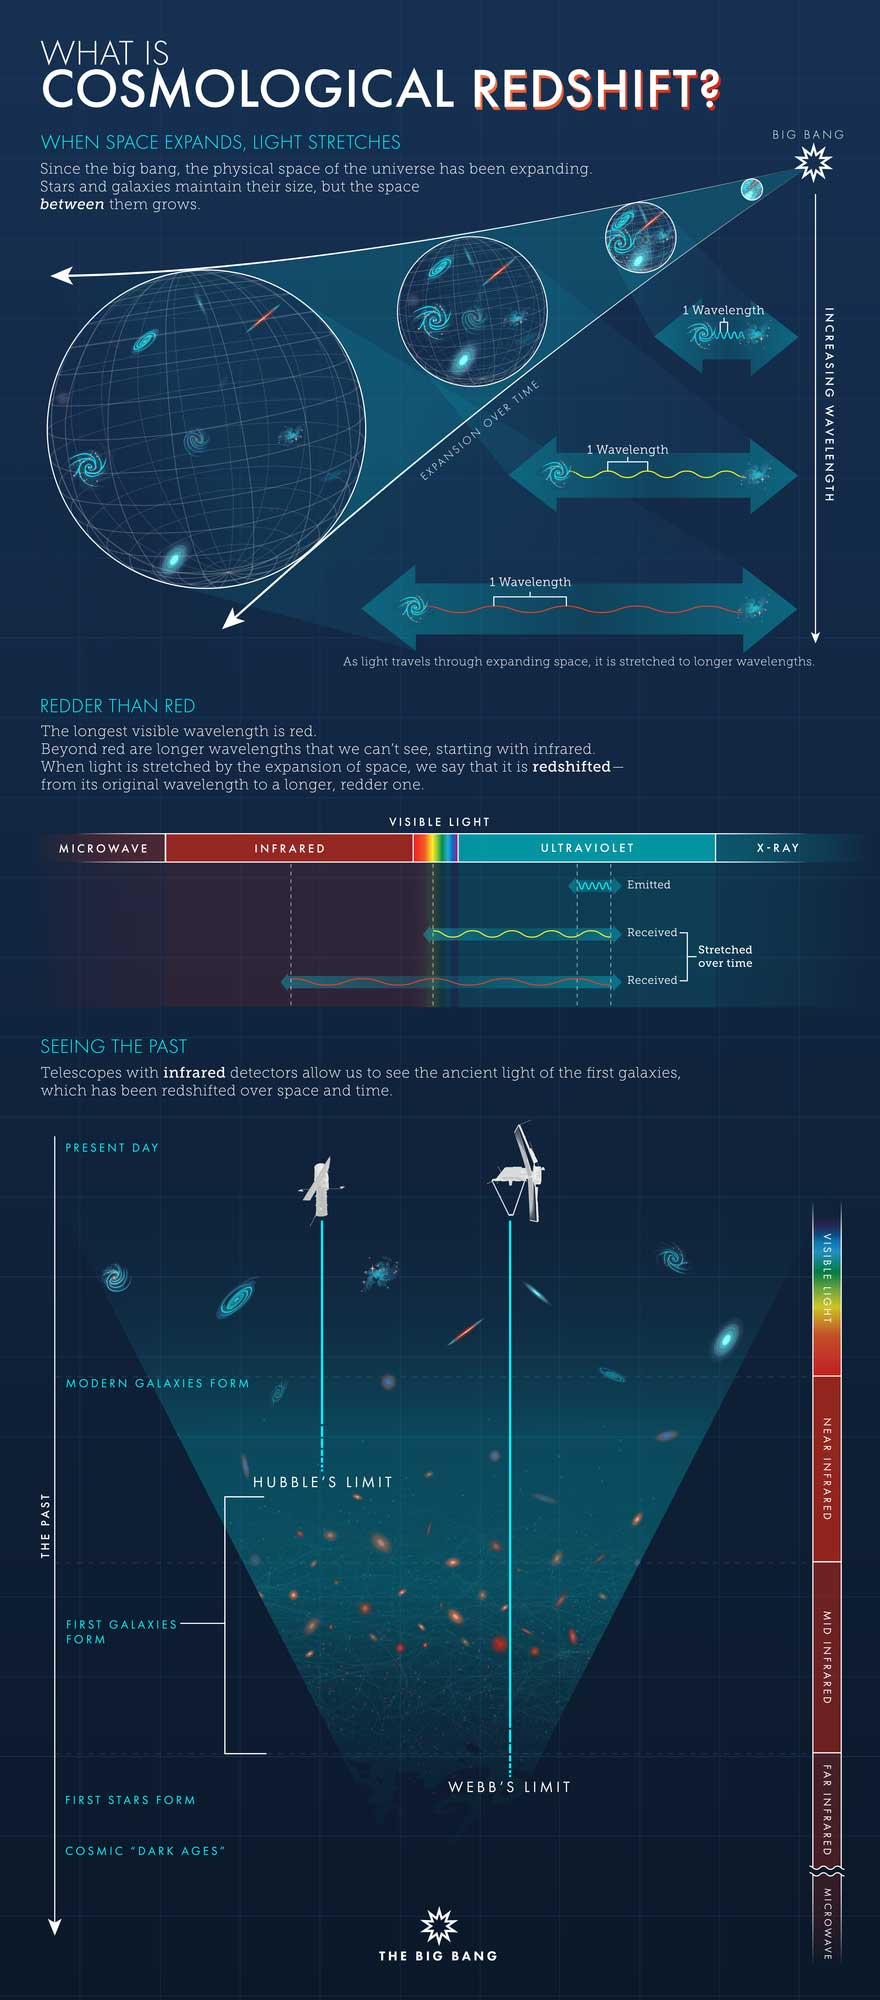 WHAT IS
COSMOLOGICAL REDSHIFT?
WHEN SPACE EXPANDS, LIGHT STRETCHES
Since the big bang, the physical space of the universe has been expanding.
Stars and galaxies maintain their size, but the space
between them grows.
BIG BANG
1 Wavelength
INCREASING WAVELENGTH
EXPANSION OVER TIME
1 Wavelength
1 Wavelength
As light travels through expanding space, it is stretched to longer wavelengths.
REDDER THAN RED
The longest visible wavelength is red.
Beyond red are longer wavelengths that we can't see, starting with infrared.
When light is stretched by the expansion of space, we say that it is redshifted—
from its original wavelength to a longer, redder one.
VISIBLE LIGHT
MICROWAVE INFRARED ULTRAVIOLET X-RAY
Emitted
Received
Stretched
over time
Received
SEEING THE PAST
Telescopes with infrared detectors allow us to see the ancient light of the first galaxies,
which has been redshifted over space and time.
PRESENT DAY
VISIBLE LIGHT
MODERN GALAXIES FORM
NEAR INFRARED
HUBBLE'S LIMIT
THE PAST
FIRST GALAXIES
FORM
MID INFRARED
WEBB'S LIMIT
FIRST STARS FORM
FAR INFRARED
COSMIC “DARK AGES”
MICROWAVE
THE BIG BANG